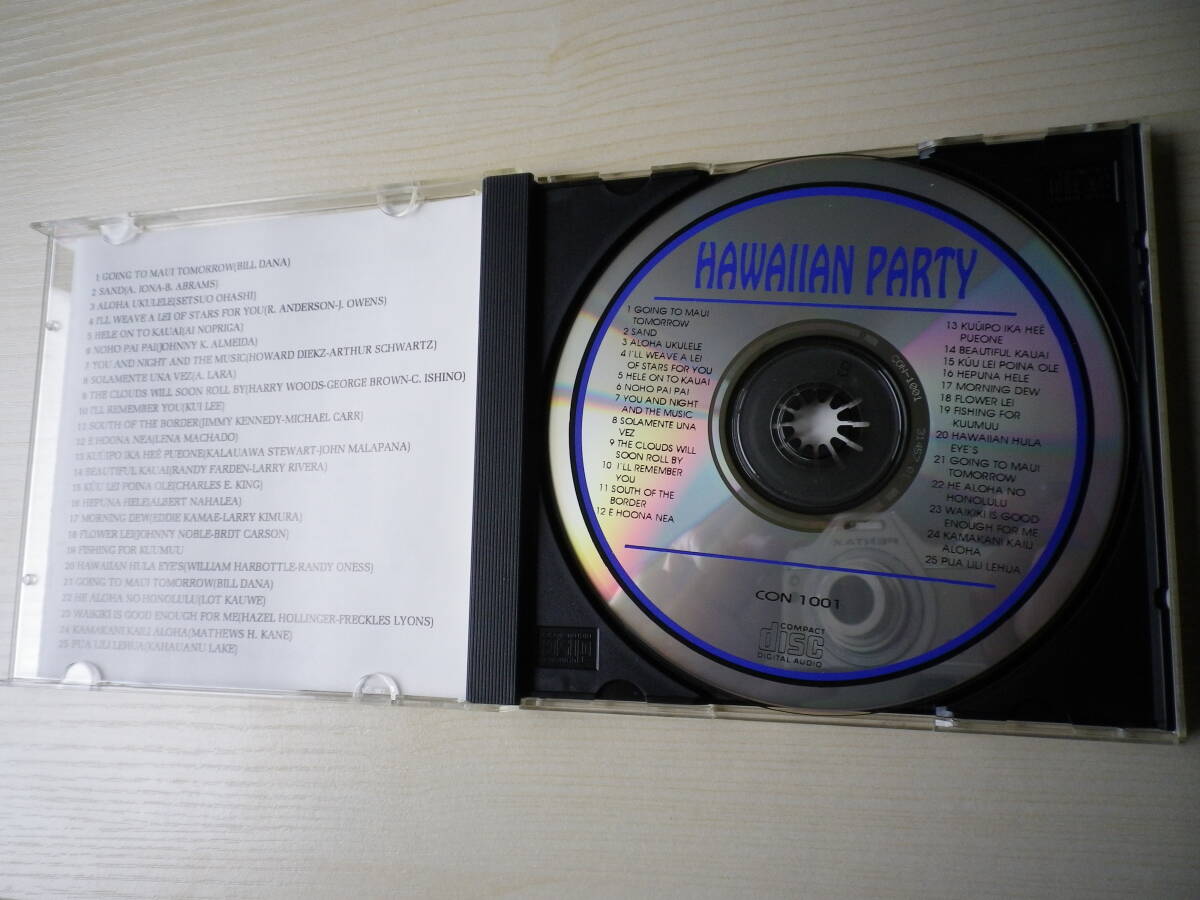 1 GOING TO MAUI TOMORROW(BILL DANA)
2 SAND(A. IONA-B. ABRAMS)
3 ALOHA UKULELE(SETSUO OHASHI)
4 I'LL WEAVE A LEI OF STARS FOR YOU(R. ANDERSON-J. OWENS)
5 HELE ON TO KAUAI(AI NOPRIGA)
6 NOHO PAI PAI(JOHNNY K. ALMEIDA)
7 YOU AND NIGHT AND THE MUSIC(HOWARD DIEKZ-ARTHUR SCHWARTZ)
8 SOLAMENTE UNA VEZ(A. LARA)
9 THE CLOUDS WILL SOON ROLL BY(HARRY WOODS-GEORGE BROWN-C. ISHINO)
10 I'LL REMEMBER YOU(KUI LEE)
11 SOUTH OF THE BORDER(JIMMY KENNEDY-MICHAEL CARR)
12 E HOONA NEA(LENA MACHADO)
13 KUÚIPO IKA HEÉ PUEONE(KALAUAWA STEWART-JOHN MALAPANA)
14 BEAUTIFUL KAUAI(RANDY FARDEN-LARRY RIVERA)
15 KÚU LEI POINA OLE(CHARLES E. KING)
16 HEPUNA HELE(ALBERT NAHALEA)
17 MORNING DEW(EDDIE KAMAE-LARRY KIMURA)
18 FLOWER LEI(JOHNNY NOBLE-BRDT CARSON)
19 FISHING FOR KUUMUU
20 HAWAIIAN HULA EYE'S(WILLIAM HARBOTTLE-RANDY ONESS)
21 GOING TO MAUI TOMORROW(BILL DANA)
22 HE ALOHA NO HONOLULU(LOT KAUWE)
23 WAIKIKI IS GOOD ENOUGH FOR ME(HAZEL HOLLINGER-FRECKLES LYONS)
24 KAMAKANI KAILI ALOHA(MATHEWS H. KANE)
25 PUA LILI LEHUA(KAHAUANU LAKE)
HAWAIIAN PARTY
1 GOING TO MAUI
TOMORROW
2 SAND
3 ALOHA UKULELE
4 I'LL WEAVE A LEI
OF STARS FOR YOU
5 HELE ON TO KAUAI
6 NOHO PAI PAI
7 YOU AND NIGHT
AND THE MUSIC
8 SOLAMENTE UNA
VEZ
9 THE CLOUDS WILL
SOON ROLL BY
10 I'LL REMEMBER
YOU
11 SOUTH OF THE
BORDER
12 E HOONA NEA
13 KUÚIPO IKA HEÉ
PUEONE
14 BEAUTIFUL KAUAI
15 KÚU LEI POINA OLE
16 HEPUNA HELE
17 MORNING DEW
18 FLOWER LEI
19 FISHING FOR
KUUMUU
20 HAWAIIAN HULA
EYE'S
21 GOING TO MAUI
TOMORROW
22 HE ALOHA NO
HONOLULU
23 WAIKIKI IS GOOD
ENOUGH FOR ME
24 KAMAKANI KAILI
ALOHA
25 PUA LILI LEHUA
CON 1001
COMPACT
disc
DIGITAL AUDIO
PENTAX